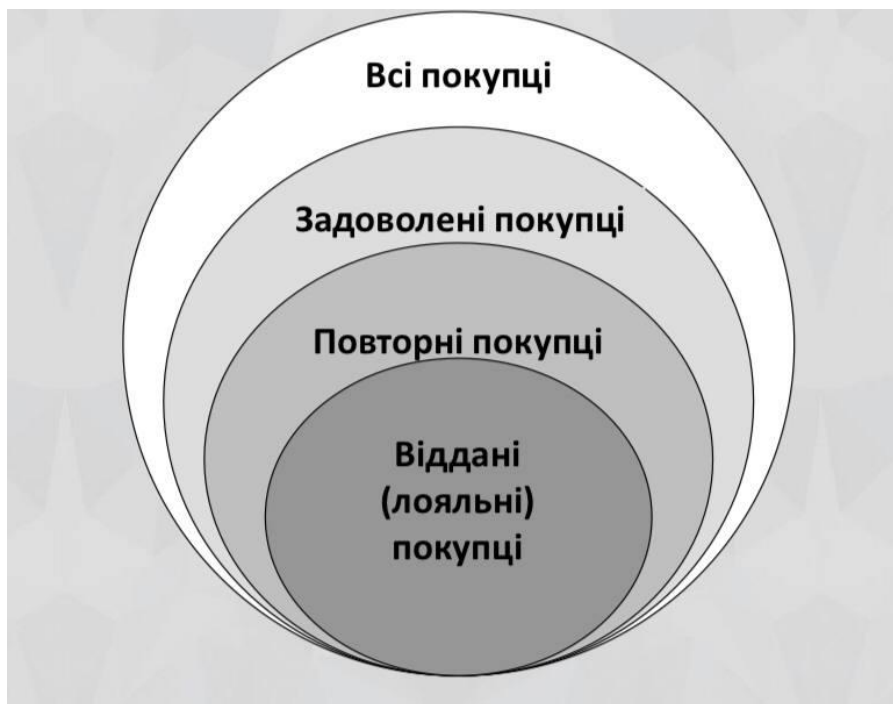 Всі покупці
Задоволені покупці
Повторні покупці
Віддані
(лояльні)
покупці